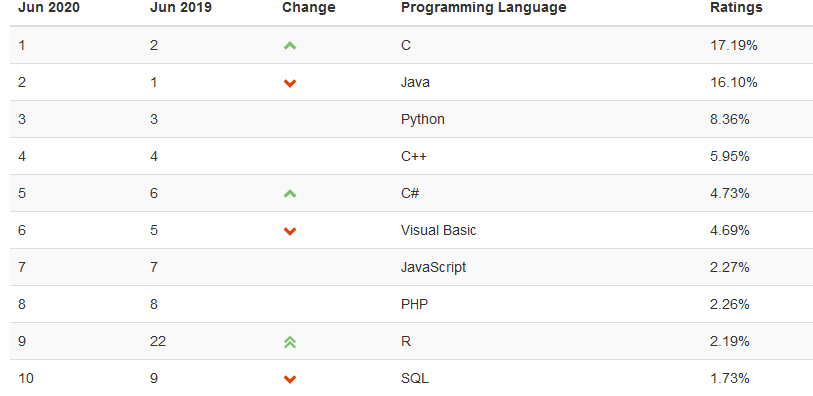 Jun 2020 Jun 2019 Change Programming Language Ratings
1 2 C 17.19%
2 1 Java 16.10%
3 3 Python 8.36%
4 4 C++ 5.95%
5 6 C# 4.73%
6 5 Visual Basic 4.69%
7 7 JavaScript 2.27%
8 8 PHP 2.26%
9 22 R 2.19%
10 9 SQL 1.73%